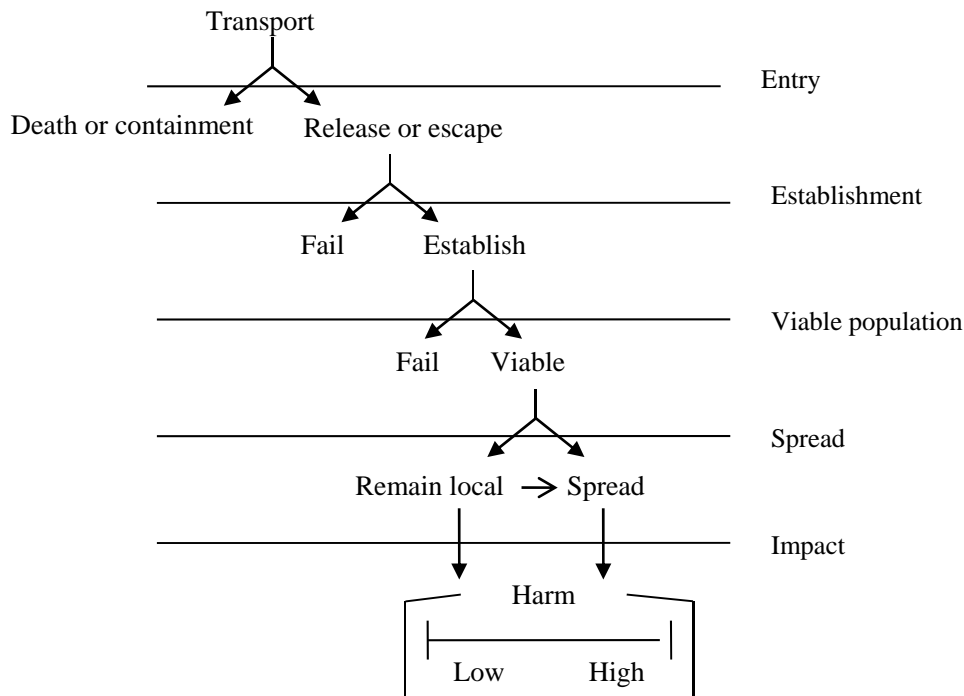 Transport
Entry
Death or containment
Release or escape
Establishment
Fail
Establish
Viable population
Fail
Viable
Spread
Remain local
Spread
Impact
Harm
Low
High